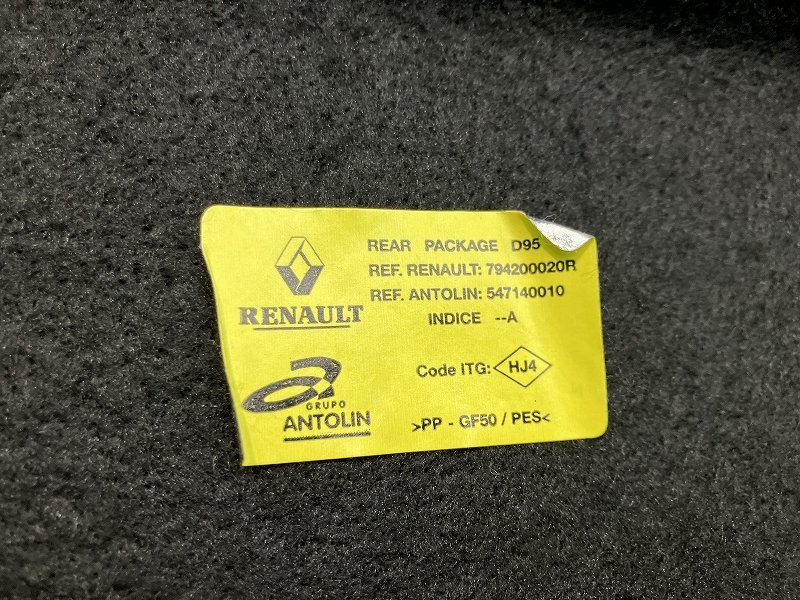 RENAULT
REAR PACKAGE D95
REF. RENAULT: 794200020R
REF. ANTOLIN: 547140010
INDICE --A
GRUPO
ANTOLIN
Code ITG: HJ4
>PP - GF50 / PES<